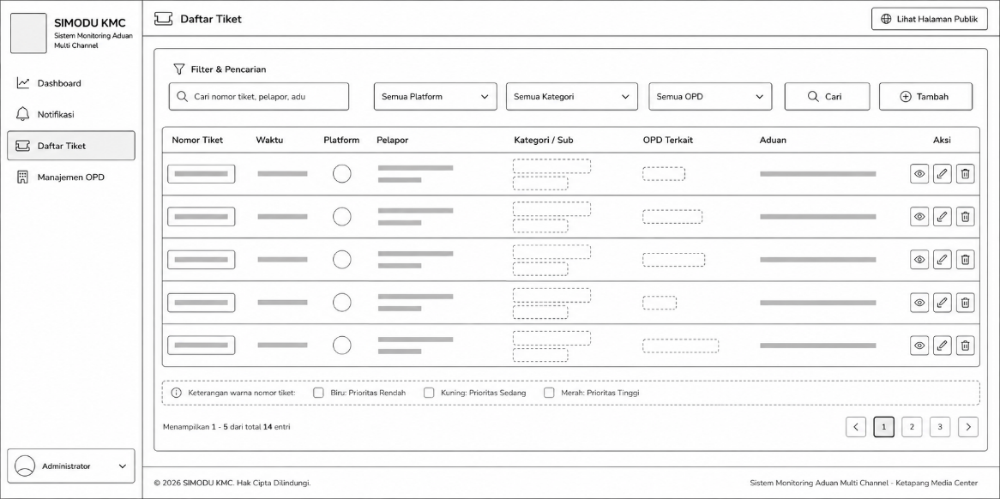 SIMODU KMC
Sistem Monitoring Aduan
Multi Channel
Dashboard
Notifikasi
Daftar Tiket
Manajemen OPD
Administrator
Daftar Tiket
Lihat Halaman Publik
Filter & Pencarian
Cari nomor tiket, pelapor, adu
Semua Platform
Semua Kategori
Semua OPD
Cari
Tambah
Nomor Tiket Waktu Platform Pelapor Kategori / Sub OPD Terkait Aduan Aksi
Keterangan warna nomor tiket: Biru: Prioritas Rendah Kuning: Prioritas Sedang Merah: Prioritas Tinggi
Menampilkan 1 - 5 dari total 14 entri
1 2 3
© 2026 SIMODU KMC. Hak Cipta Dilindungi.
Sistem Monitoring Aduan Multi Channel - Ketapang Media Center